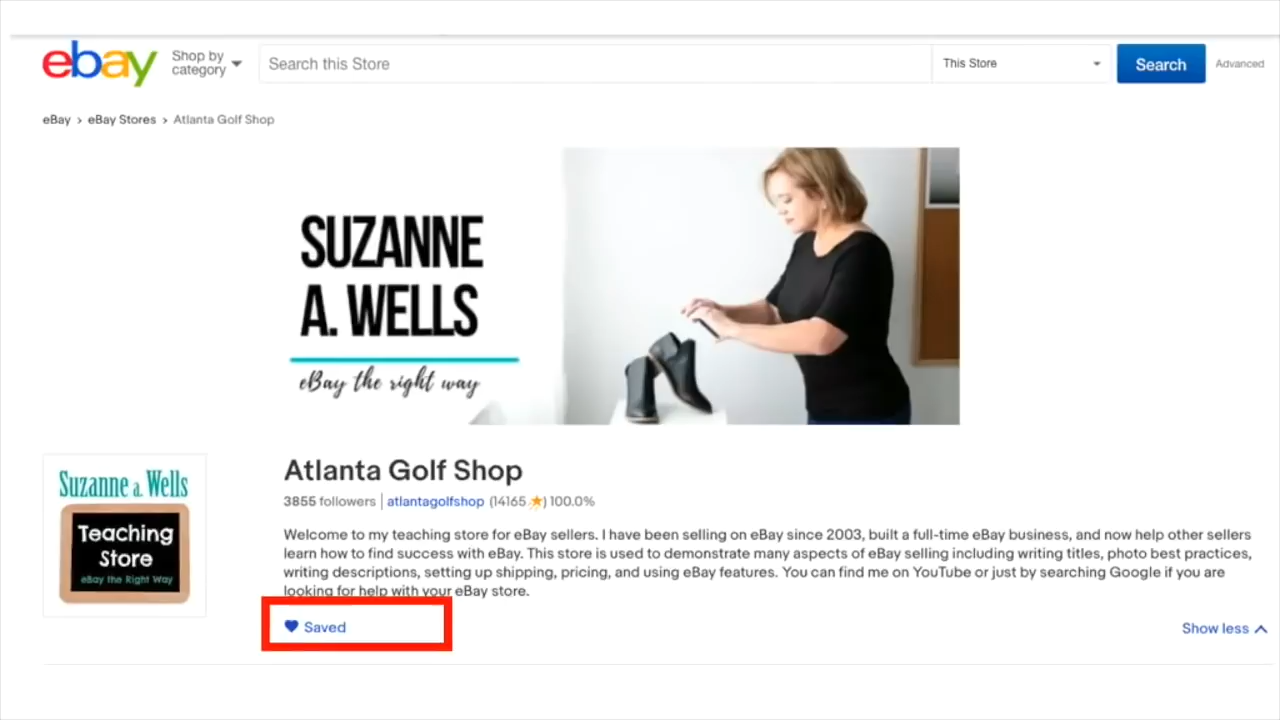 ebay
Shop by
category
Search this Store
This Store
Search
Advanced
eBay > eBay Stores > Atlanta Golf Shop
SUZANNE
A. WELLS
eBay the right way
Suzanne a. Wells
Teaching
Store
eBay the Right Way
Atlanta Golf Shop
3855 followers | atlantagolfshop (14165 ) 100.0%
Welcome to my teaching store for eBay sellers. I have been selling on eBay since 2003, built a full-time eBay business, and now help other sellers
learn how to find success with eBay. This store is used to demonstrate many aspects of eBay selling including writing titles, photo best practices,
writing descriptions, setting up shipping, pricing, and using eBay features. You can find me on YouTube or just by searching Google if you are
looking for help with your eBay store.
Saved
Show less